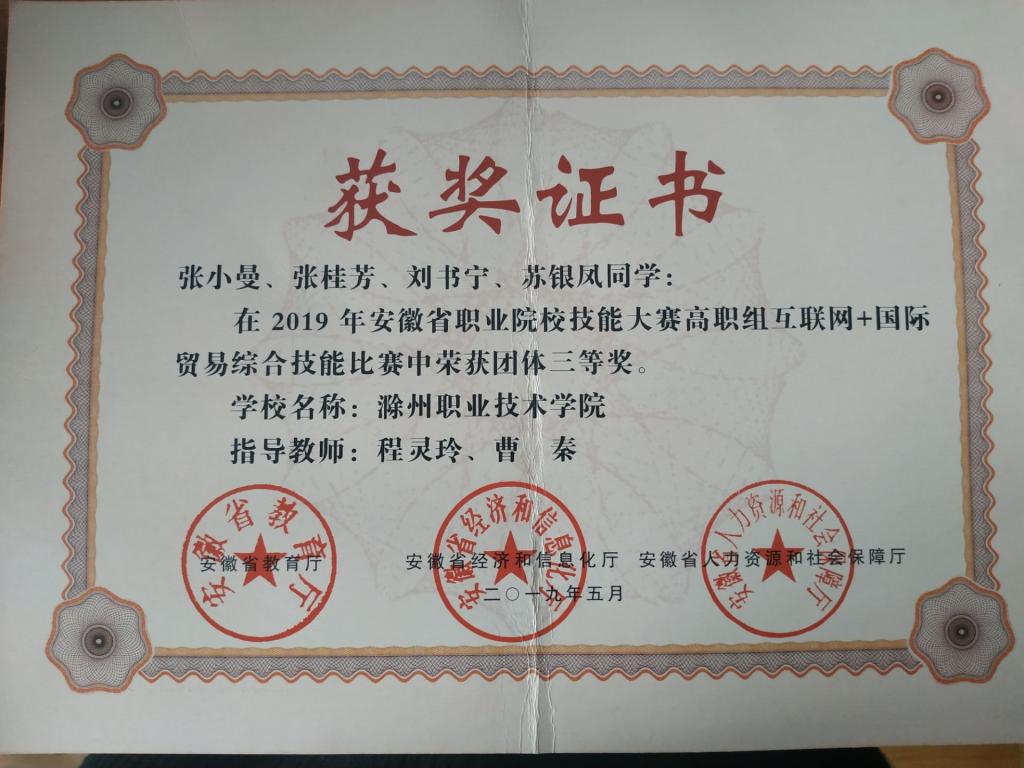 获奖证书
张小曼、张桂芳、刘书宁、苏银凤同学：
在 2019 年安徽省职业院校技能大赛高职组互联网+国际
贸易综合技能比赛中荣获团体三等奖。
学校名称：滁州职业技术学院
指导教师：程灵玲、曹　秦
安徽省教育厅
安徽省经济和信息化厅
安徽省人力资源和社会保障厅
安徽省教育厅 安徽省经济和信息化厅 安徽省人力资源和社会保障厅
二〇一九年五月